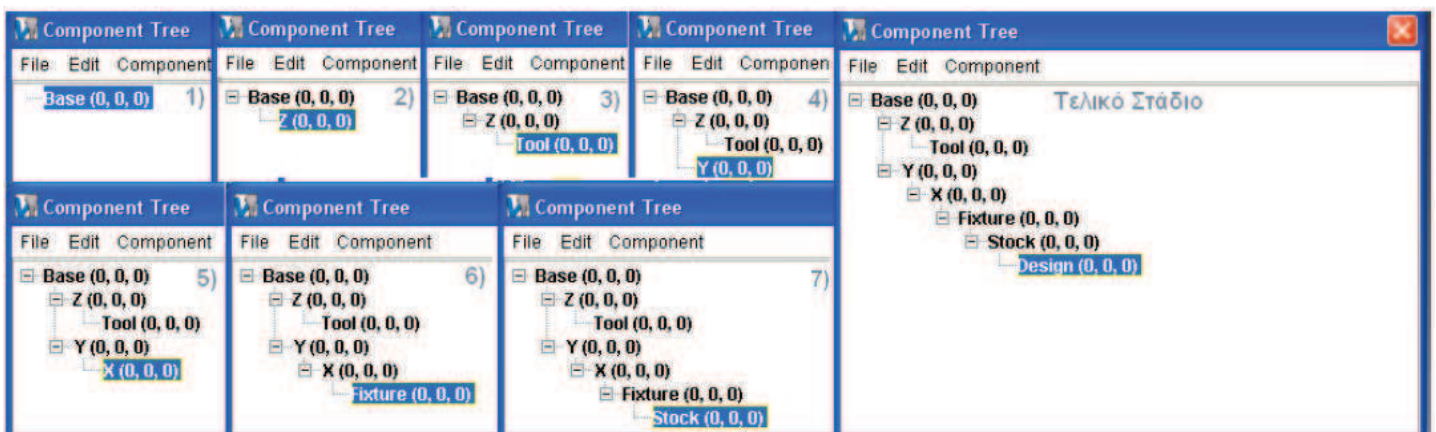 Component Tree
File Edit Component
Base (0, 0, 0) 1)
Component Tree
File Edit Component
Base (0, 0, 0) 2)
Z (0, 0, 0)
Component Tree
File Edit Component
Base (0, 0, 0) 3)
Z (0, 0, 0)
Tool (0, 0, 0)
Component Tree
File Edit Componen
Base (0, 0, 0) 4)
Z (0, 0, 0)
Tool (0, 0, 0)
Y (0, 0, 0)
Component Tree
File Edit Component
Base (0, 0, 0) Τελικό Στάδιο
Z (0, 0, 0)
Tool (0, 0, 0)
Y (0, 0, 0)
X (0, 0, 0)
Fixture (0, 0, 0)
Stock (0, 0, 0)
Design (0, 0, 0)
Component Tree
File Edit Component
Base (0, 0, 0) 5)
Z (0, 0, 0)
Tool (0, 0, 0)
Y (0, 0, 0)
X (0, 0, 0)
Component Tree
File Edit Component
Base (0, 0, 0) 6)
Z (0, 0, 0)
Tool (0, 0, 0)
Y (0, 0, 0)
X (0, 0, 0)
Fixture (0, 0, 0)
Component Tree
File Edit Component
Base (0, 0, 0) 7)
Z (0, 0, 0)
Tool (0, 0, 0)
Y (0, 0, 0)
X (0, 0, 0)
Fixture (0, 0, 0)
Stock (0, 0, 0)